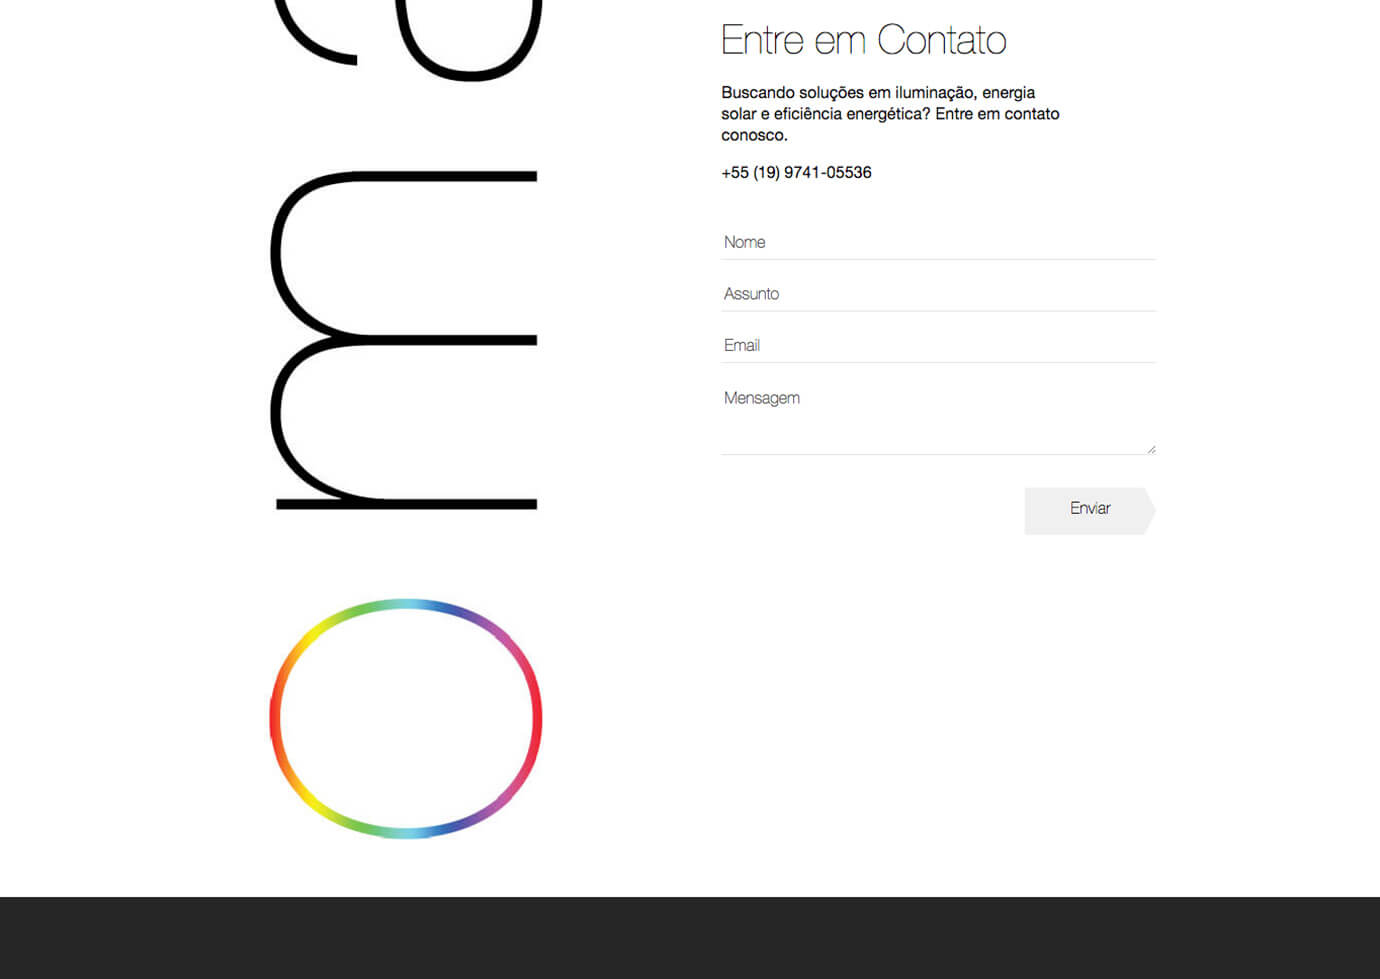 oma
Entre em Contato
Buscando soluções em iluminação, energia
solar e eficiência energética? Entre em contato
conosco.
+55 (19) 9741-05536
Nome
Assunto
Email
Mensagem
Enviar